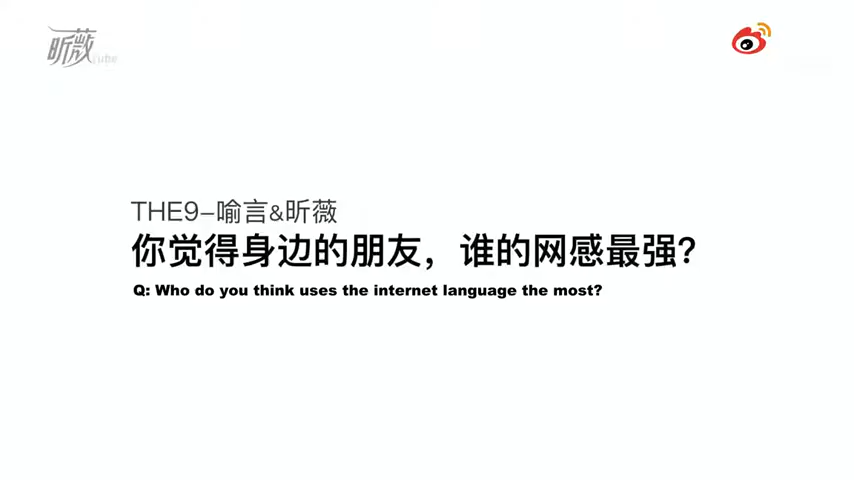 昕薇
THE9-喻言&昕薇
你觉得身边的朋友，谁的网感最强？
Q: Who do you think uses the internet language the most?